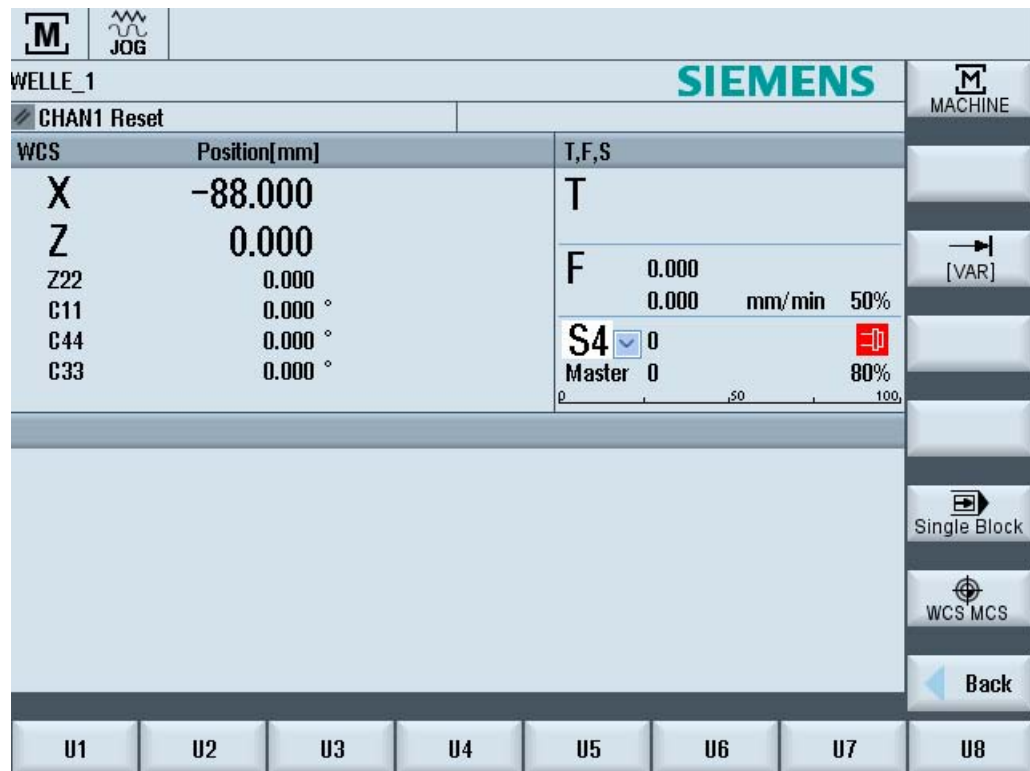 M
JOG
WELLE_1
SIEMENS
CHAN1 Reset
WCS Position[mm]
X -88.000
Z 0.000
Z22 0.000
C11 0.000 °
C44 0.000 °
C33 0.000 °
T,F,S
T
F 0.000
0.000 mm/min 50%
S4 0
Master 0 80%
0 50 100
M
MACHINE
[VAR]
Single Block
WCS MCS
Back
U1 U2 U3 U4 U5 U6 U7 U8